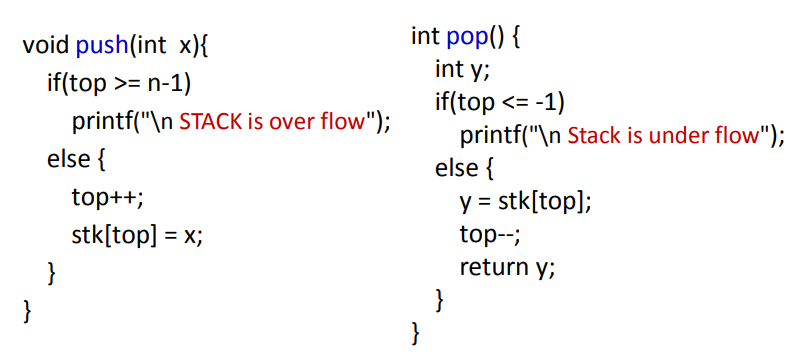 void push(int x){
if(top >= n-1)
printf("\n STACK is over flow");
else {
top++;
stk[top] = x;
}
}
int pop() {
int y;
if(top <= -1)
printf("\n Stack is under flow");
else {
y = stk[top];
top--;
return y;
}
}